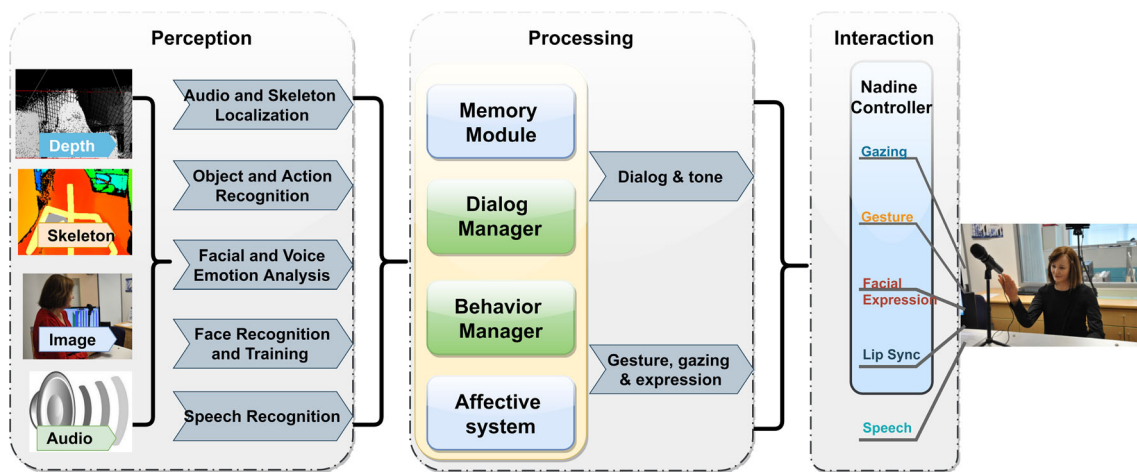 Perception
Depth
Skeleton
Image
Audio
Audio and Skeleton
Localization
Object and Action
Recognition
Facial and Voice
Emotion Analysis
Face Recognition
and Training
Speech Recognition
Processing
Memory
Module
Dialog
Manager
Behavior
Manager
Affective
system
Dialog & tone
Gesture, gazing
& expression
Interaction
Nadine
Controller
Gazing
Gesture
Facial
Expression
Lip Sync
Speech